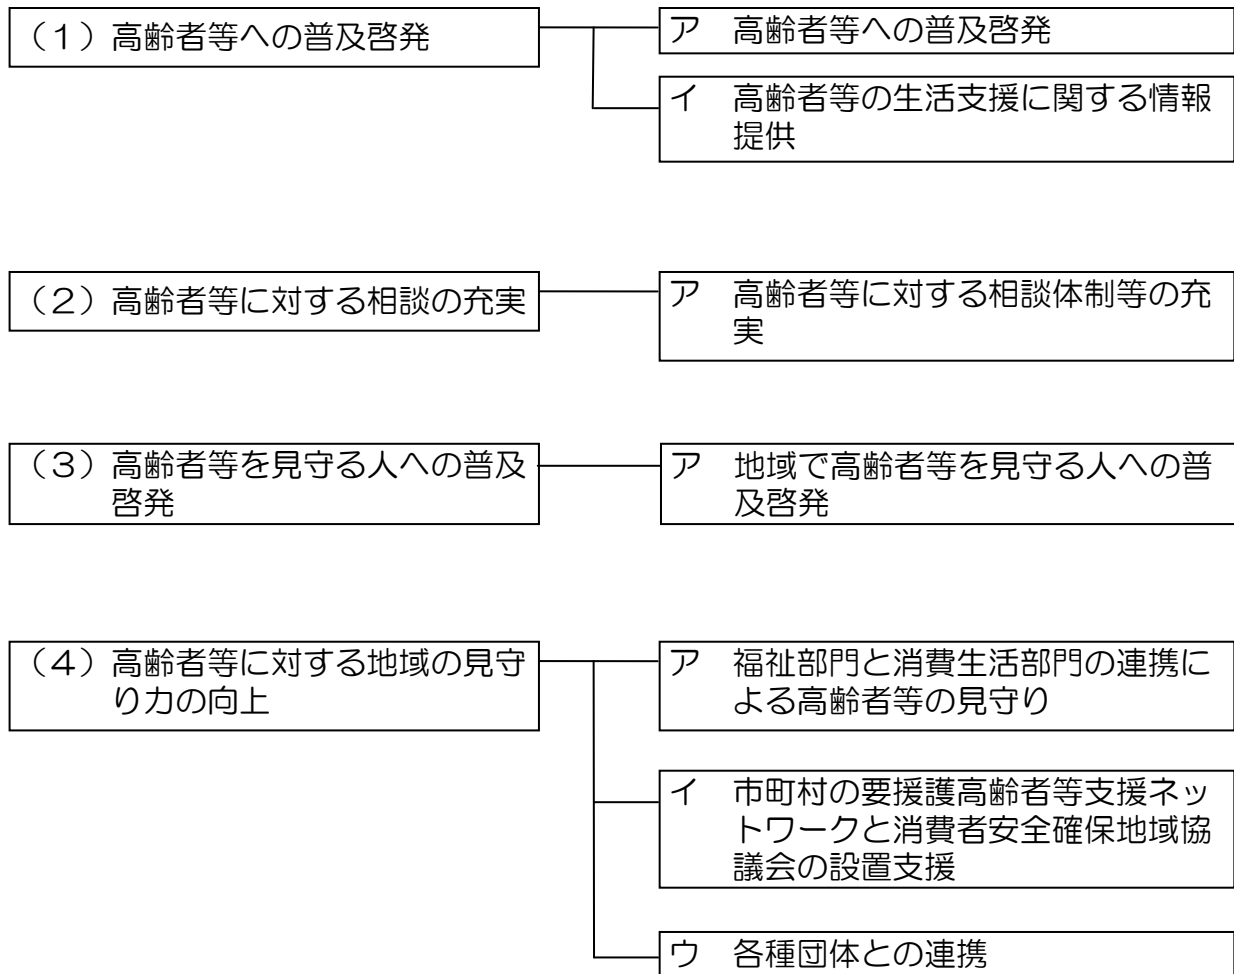 （１）高齢者等への普及啓発
ア　高齢者等への普及啓発
イ　高齢者等の生活支援に関する情報
提供
（２）高齢者等に対する相談の充実
ア　高齢者等に対する相談体制等の充
実
（３）高齢者等を見守る人への普及
啓発
ア　地域で高齢者等を見守る人への普
及啓発
（４）高齢者等に対する地域の見守
り力の向上
ア　福祉部門と消費生活部門の連携に
よる高齢者等の見守り
イ　市町村の要援護高齢者等支援ネッ
トワークと消費者安全確保地域協
議会の設置支援
ウ　各種団体との連携